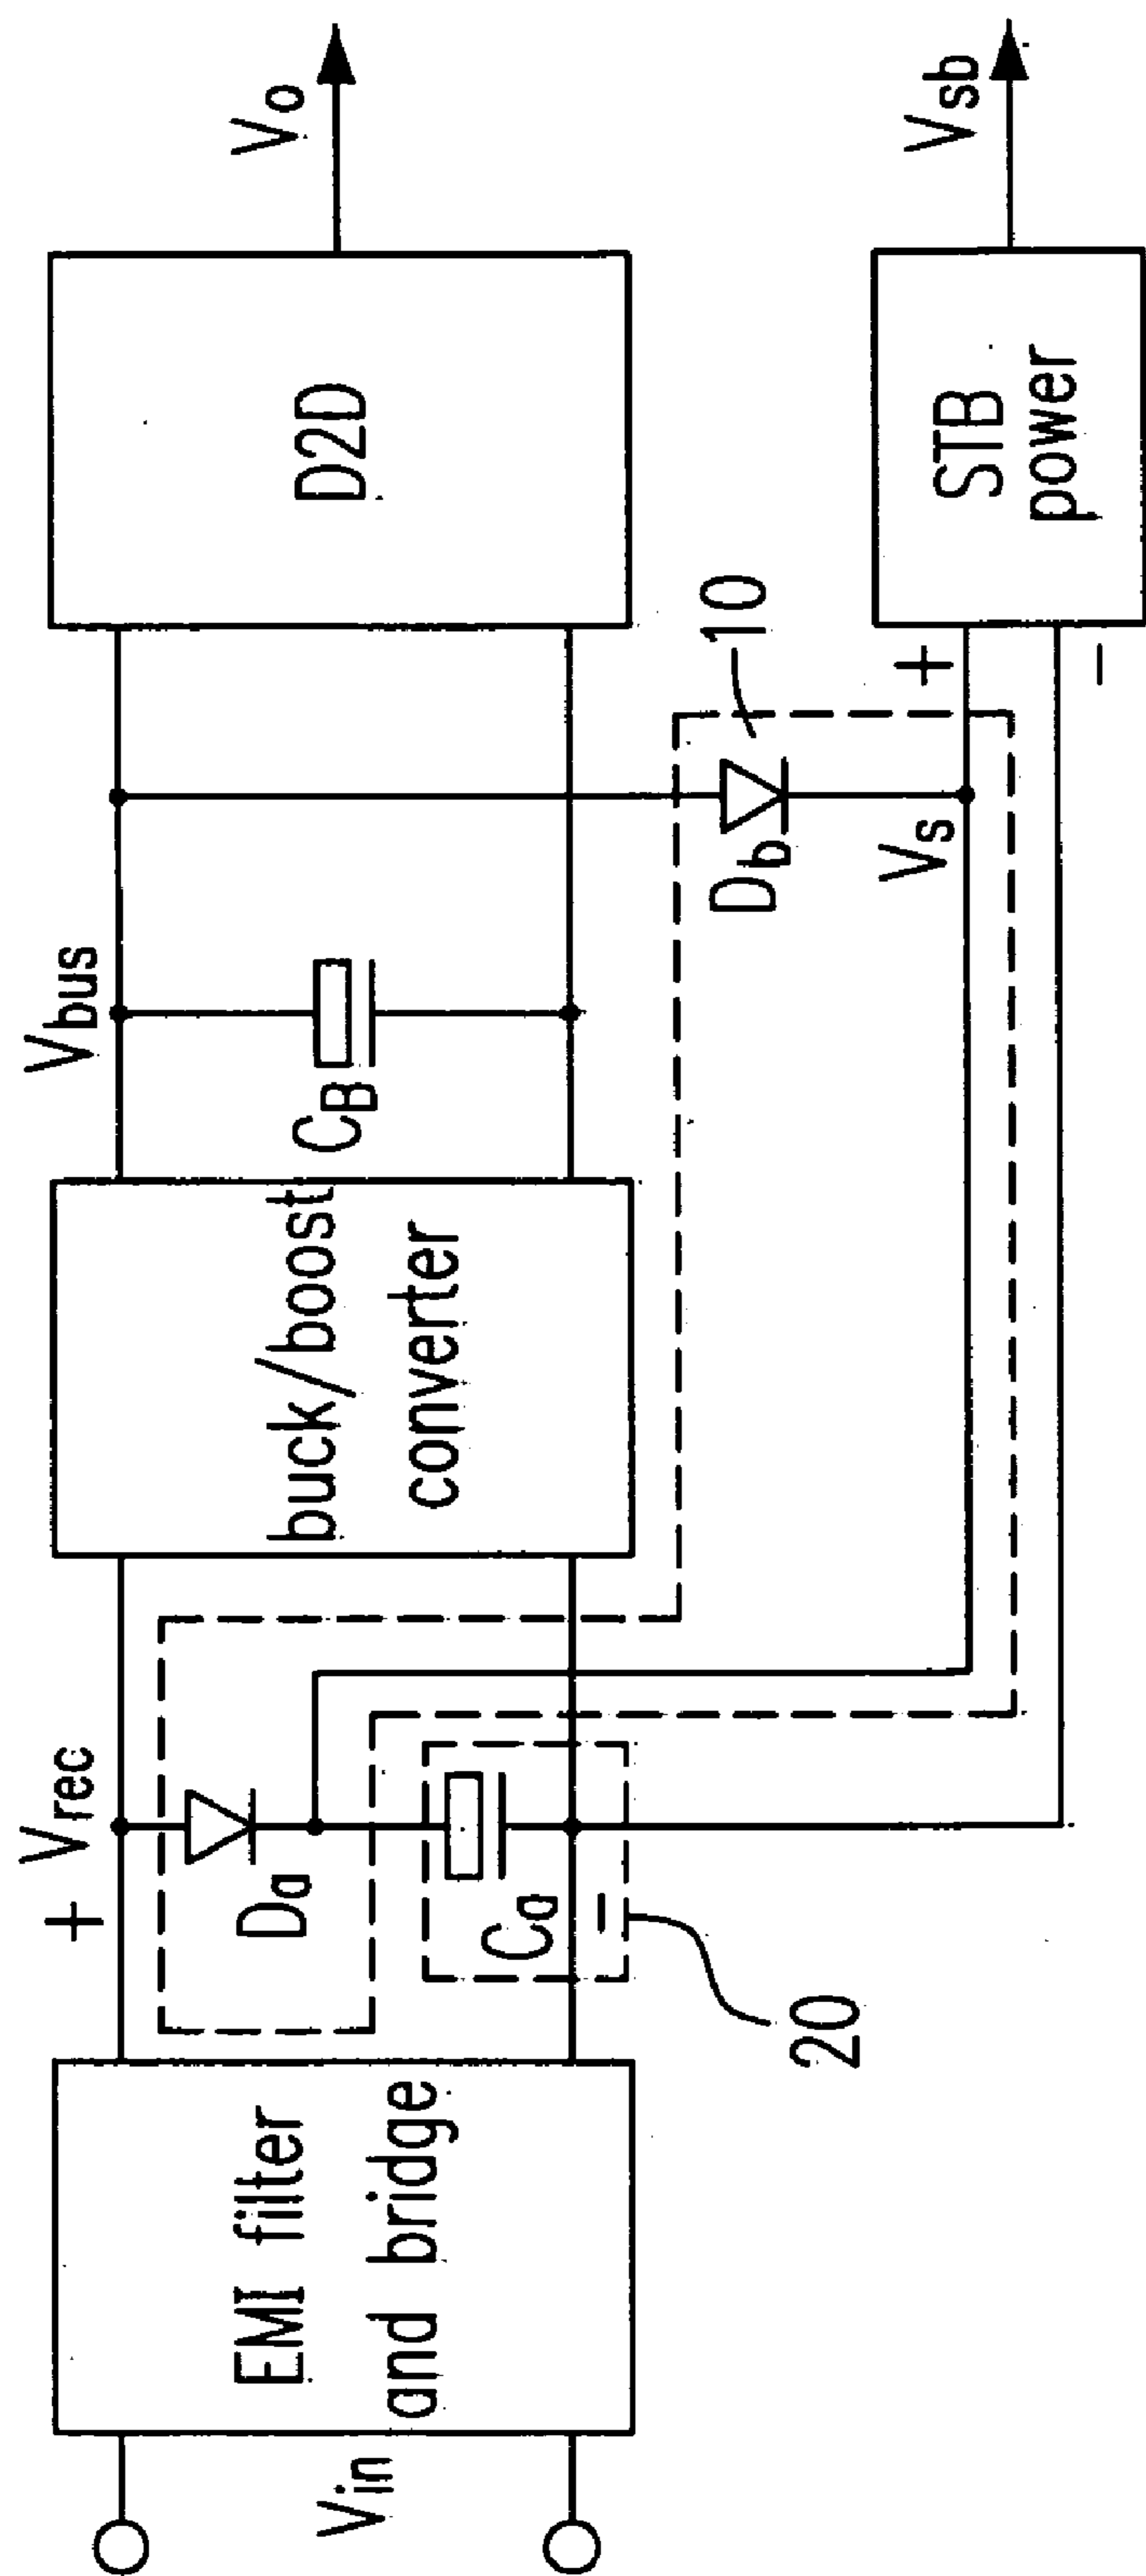 Vin
EMI filter
and bridge
+
Vrec
Da
Ca
−
20
buck/boost
converter
Vbus
CB
Db
10
Vs
D2D
Vo
+
−
STB
power
Vsb